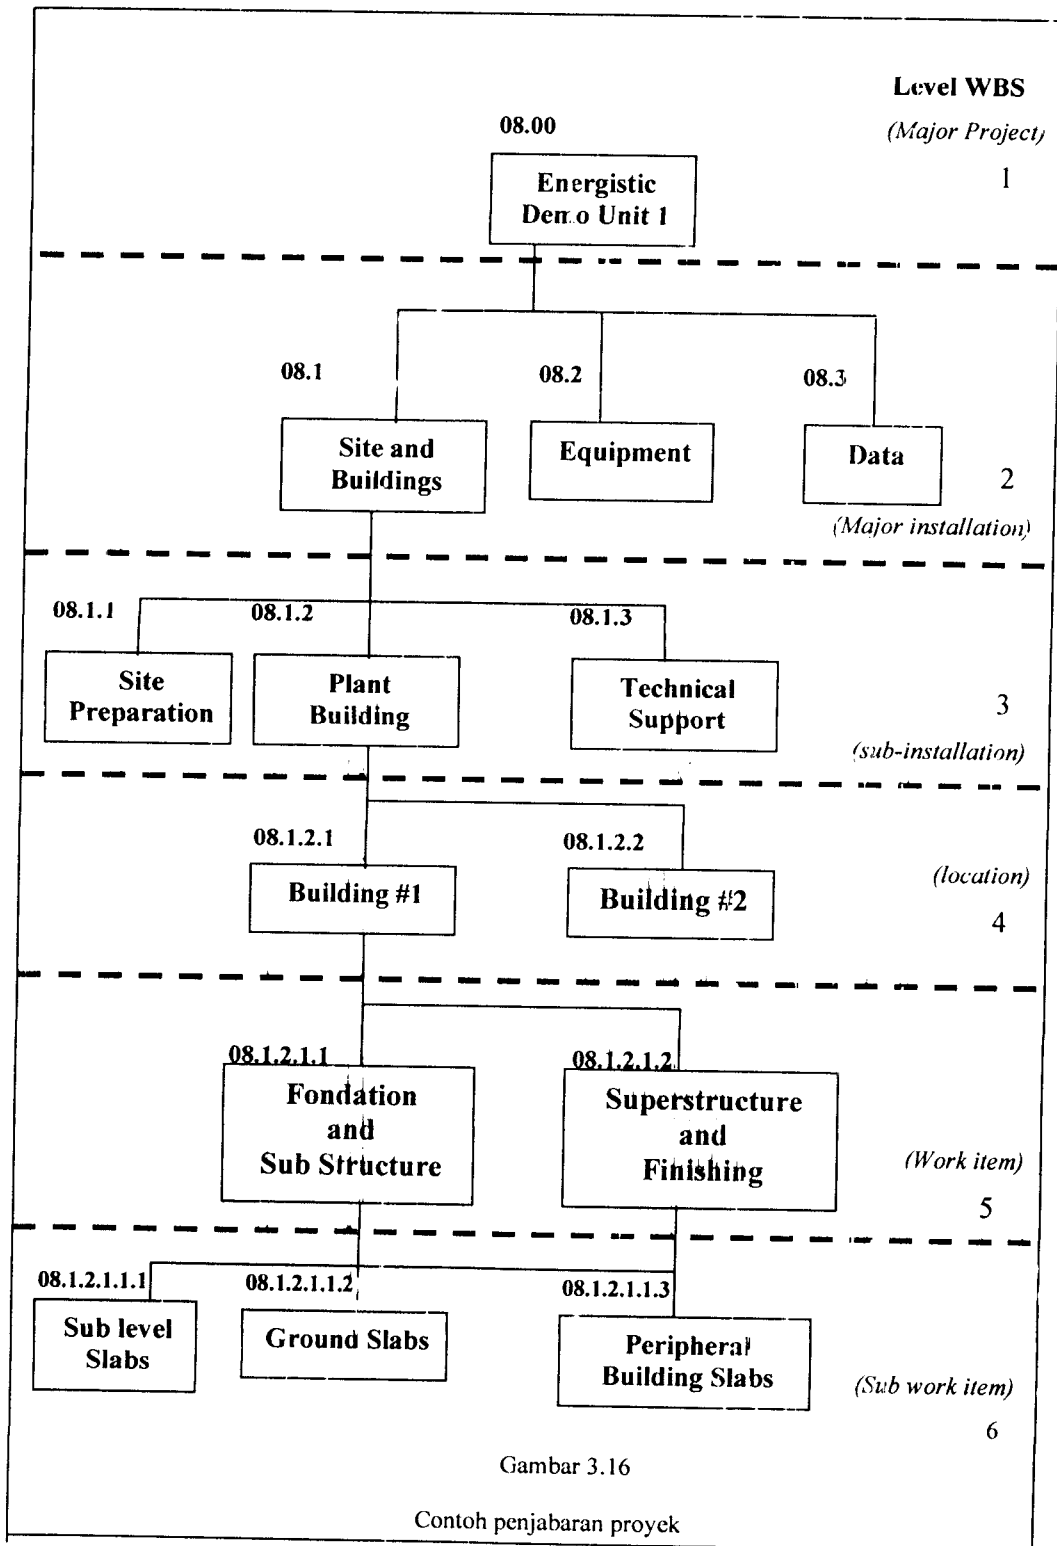 Level WBS
08.00
(Major Project)
1
Energistic
Demo Unit 1
08.1
08.2
08.3
Site and
Buildings
Equipment
Data
2
(Major installation)
08.1.1
08.1.2
08.1.3
Site
Preparation
Plant
Building
Technical
Support
3
(sub-installation)
08.1.2.1
08.1.2.2
Building #1
Building #2
(location)
4
08.1.2.1.1
08.1.2.1.2
Fondation
and
Sub Structure
Superstructure
and
Finishing
(Work item)
5
08.1.2.1.1.1
08.1.2.1.1.2
08.1.2.1.1.3
Sub level
Slabs
Ground Slabs
Peripheral
Building Slabs
(Sub work item)
6
Gambar 3.16
Contoh penjabaran proyek